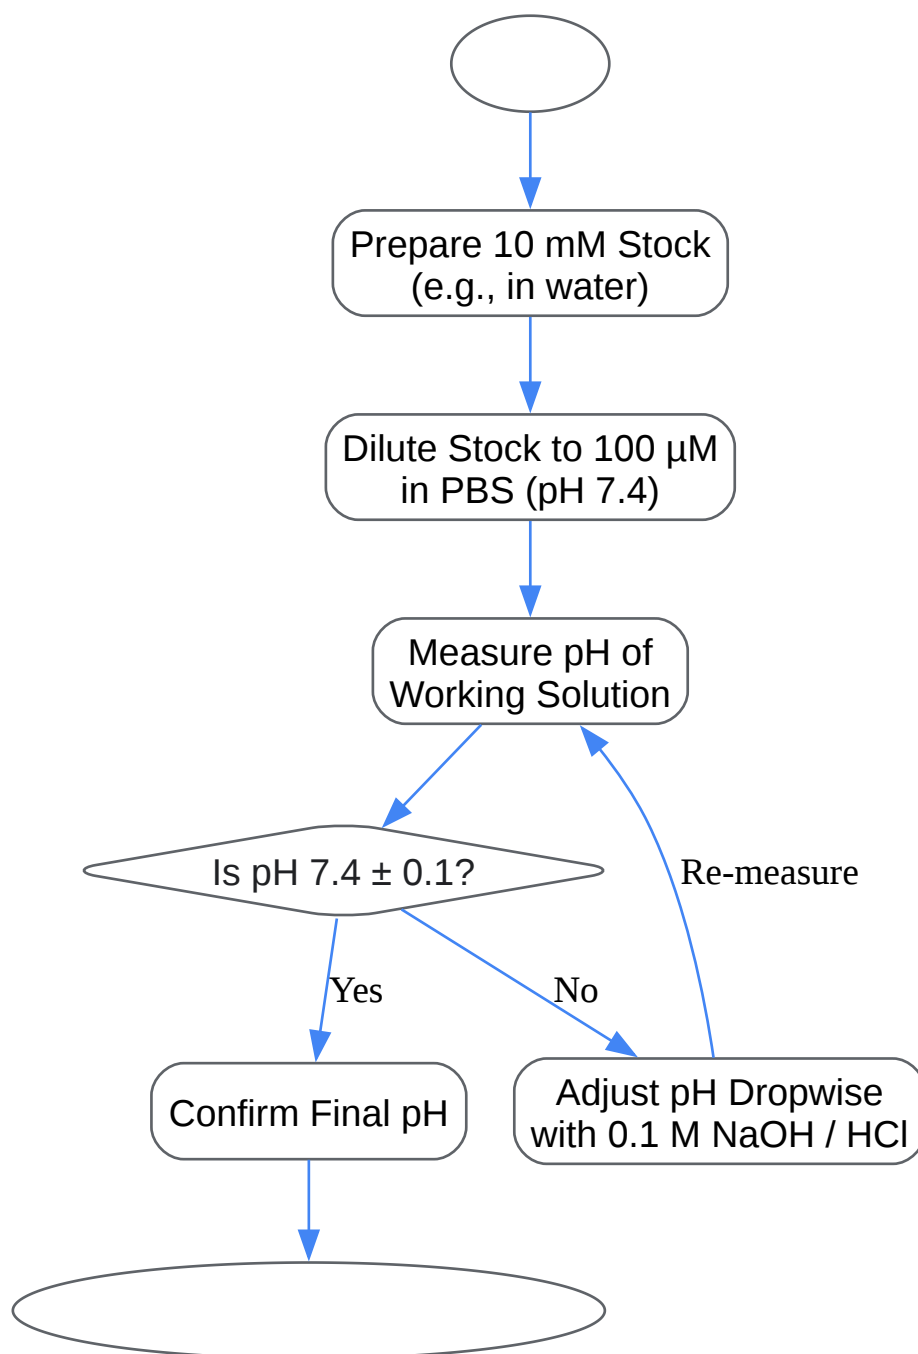 Prepare 10 mM Stock
(e.g., in water)
Dilute Stock to 100 µM
in PBS (pH 7.4)
Measure pH of
Working Solution
Is pH 7.4 ± 0.1?
Re-measure
Yes
No
Confirm Final pH
Adjust pH Dropwise
with 0.1 M NaOH / HCl